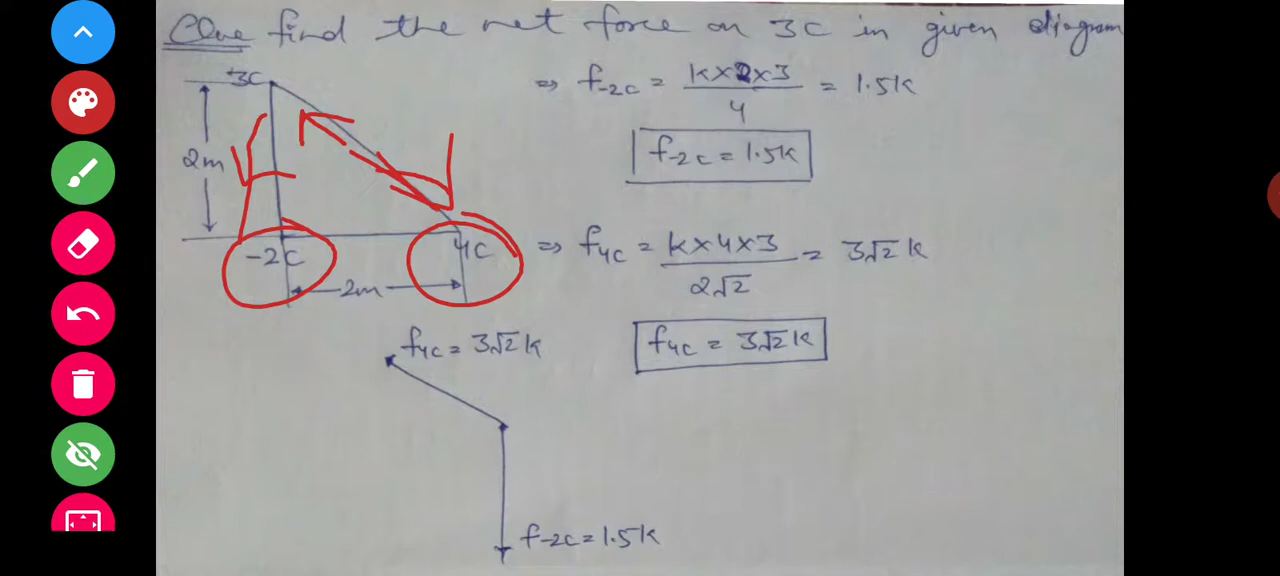 Que find the net force on 3C in given diagram
+3C
2m
-2C
4C
2m
⇒ f-2C = k×2×3/4 = 1.5k
f-2C = 1.5k
⇒ f4C = k×4×3/2√2 = 3√2 k
f4C = 3√2 k
f4C = 3√2 k
f-2C = 1.5k